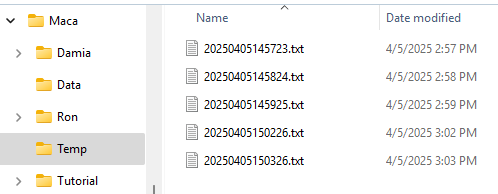 Maca
Damia
Data
Ron
Temp
Tutorial
Name Date modified
20250405145723.txt 4/5/2025 2:57 PM
20250405145824.txt 4/5/2025 2:58 PM
20250405145925.txt 4/5/2025 2:59 PM
20250405150226.txt 4/5/2025 3:02 PM
20250405150326.txt 4/5/2025 3:03 PM